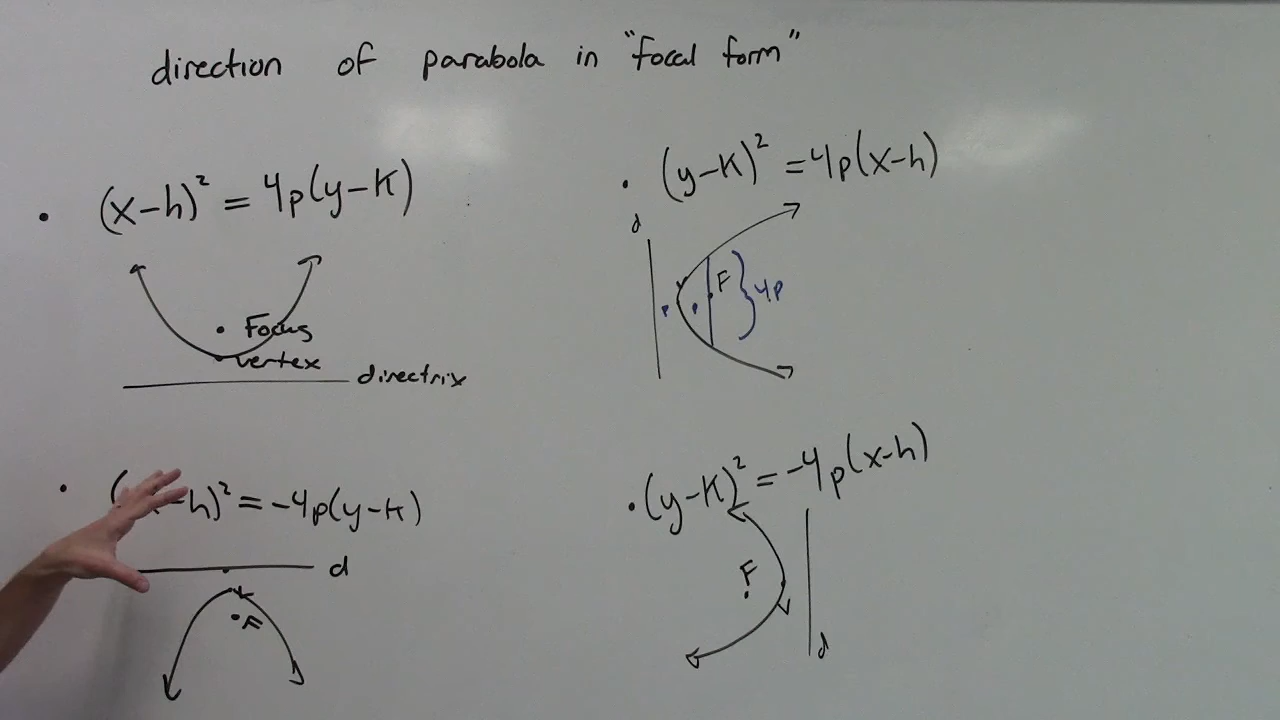 direction of parabola in "focal form"
• (x-h)² = 4p(y-k)
Focus
vertex
directrix
• (y-k)² = 4p(x-h)
d
F
P P
4P
• ( -h)² = -4p(y-k)
d
F
• (y-k)² = -4p(x-h)
F
d